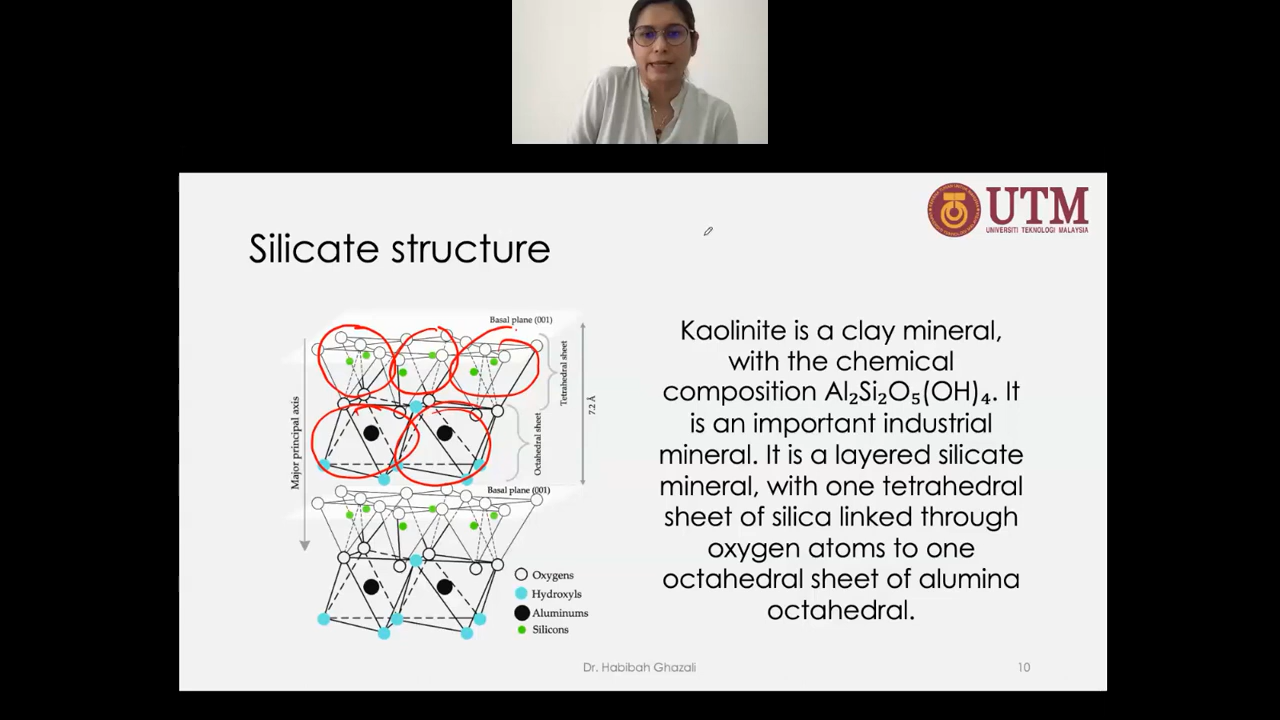 UTM
UNIVERSITI TEKNOLOGI MALAYSIA
Silicate structure
Basal plane (001)
Tetrahedral sheet
7.2 Å
Major principal axis
Octahedral sheet
Basal plane (001)
Oxygens
Hydroxyls
Aluminums
Silicons
Kaolinite is a clay mineral,
with the chemical
composition Al₂Si₂O₅(OH)₄. It
is an important industrial
mineral. It is a layered silicate
mineral, with one tetrahedral
sheet of silica linked through
oxygen atoms to one
octahedral sheet of alumina
octahedral.
Dr. Habibah Ghazali
10